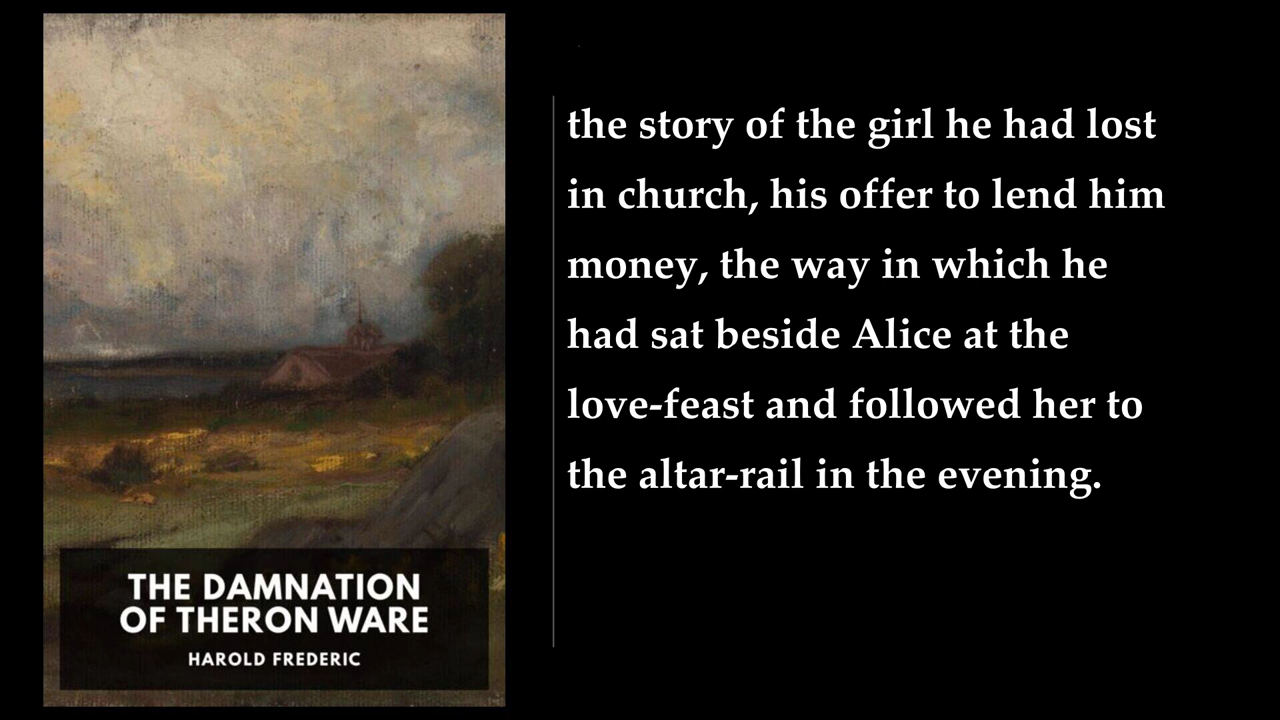 the story of the girl he had lost
in church, his offer to lend him
money, the way in which he
had sat beside Alice at the
love-feast and followed her to
the altar-rail in the evening.
THE DAMNATION
OF THERON WARE
HAROLD FREDERIC